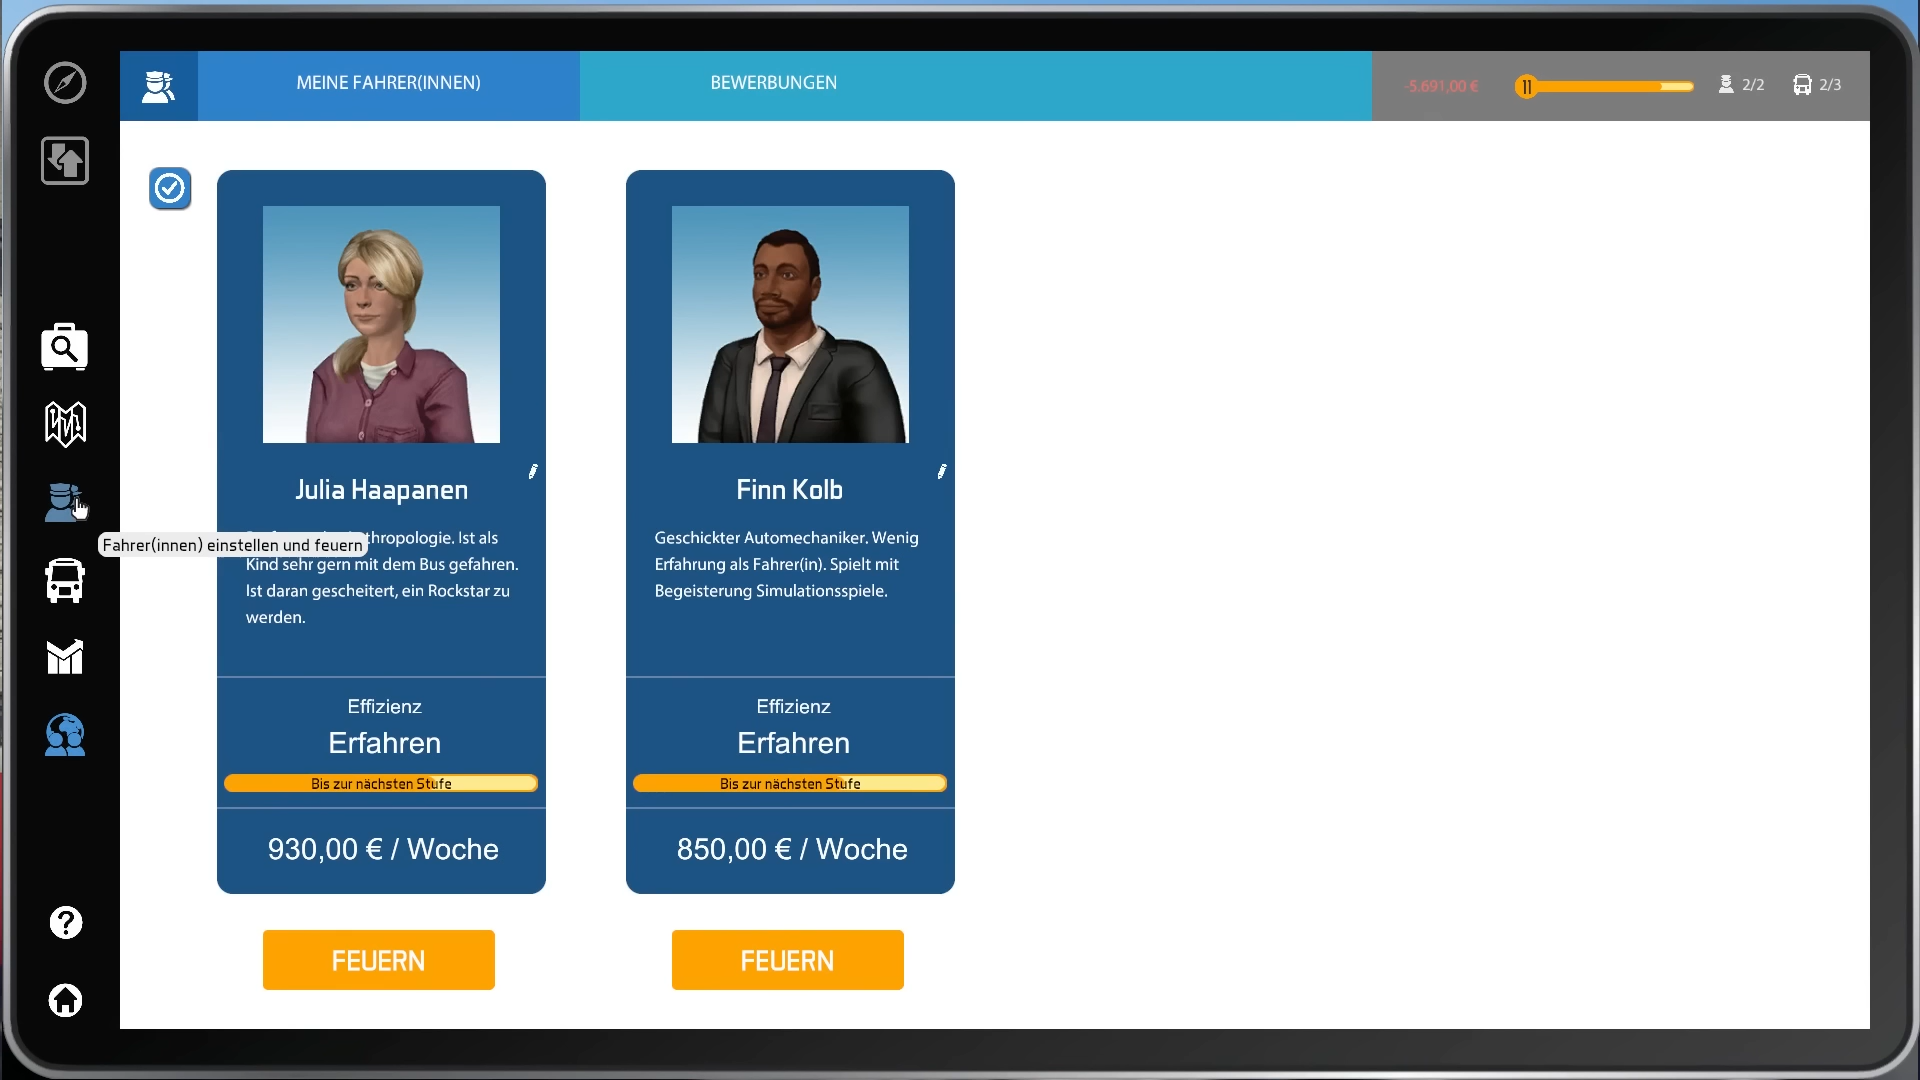 MEINE FAHRER(INNEN)
BEWERBUNGEN
-5.691,00 €
11
2/2
2/3
Julia Haapanen
Fahrer(innen) einstellen und feuern
thropologie. Ist als
Kind sehr gern mit dem Bus gefahren.
Ist daran gescheitert, ein Rockstar zu
werden.
Effizienz
Erfahren
Bis zur nächsten Stufe
930,00 € / Woche
FEUERN
Finn Kolb
Geschickter Automechaniker. Wenig
Erfahrung als Fahrer(in). Spielt mit
Begeisterung Simulationsspiele.
Effizienz
Erfahren
Bis zur nächsten Stufe
850,00 € / Woche
FEUERN